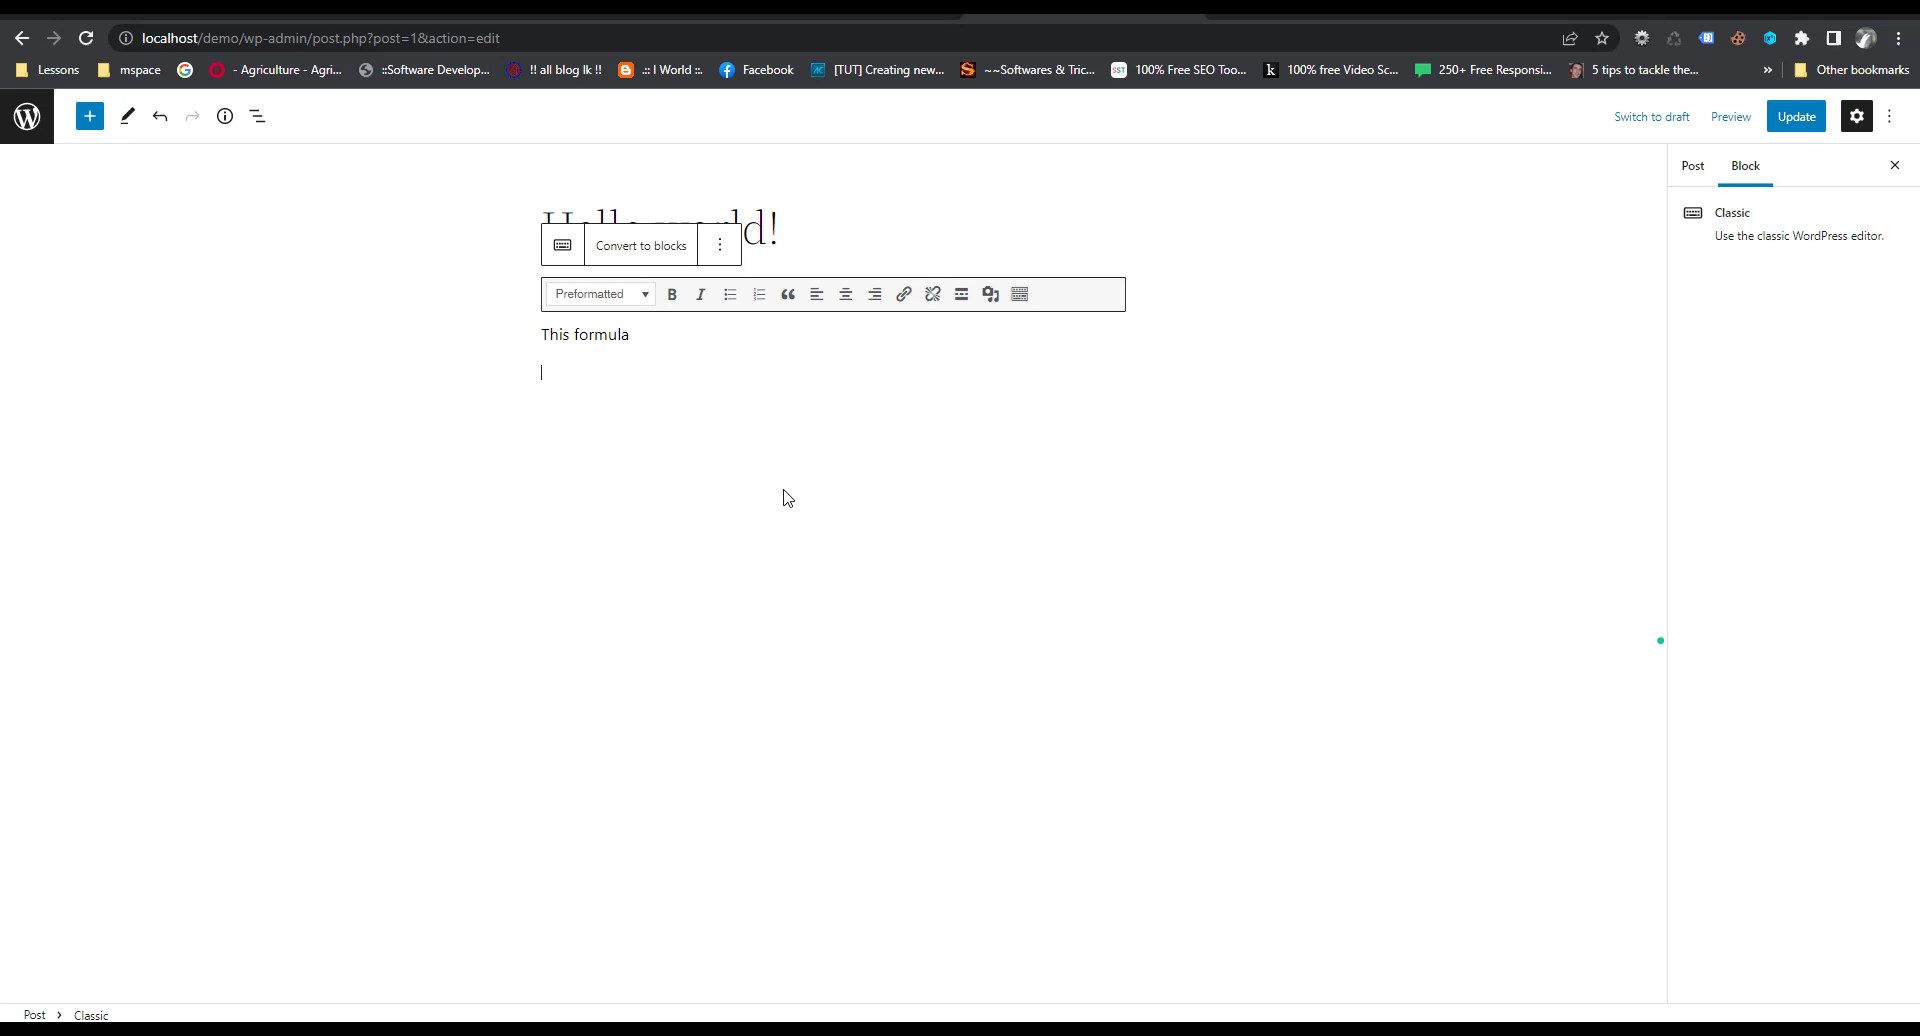 localhost/demo/wp-admin/post.php?post=1&action=edit
Lessons mspace - Agriculture - Agri... ::Software Develop... !! all blog lk !! .:: I World ::. Facebook [TUT] Creating new... ~~Softwares & Tric... SST 100% Free SEO Too... k 100% free Video Sc... 250+ Free Responsi... 5 tips to tackle the... » Other bookmarks
Switch to draft Preview Update
Post Block
Hello world!
Convert to blocks
Classic
Use the classic WordPress editor.
Preformatted B I
This formula
Post > Classic